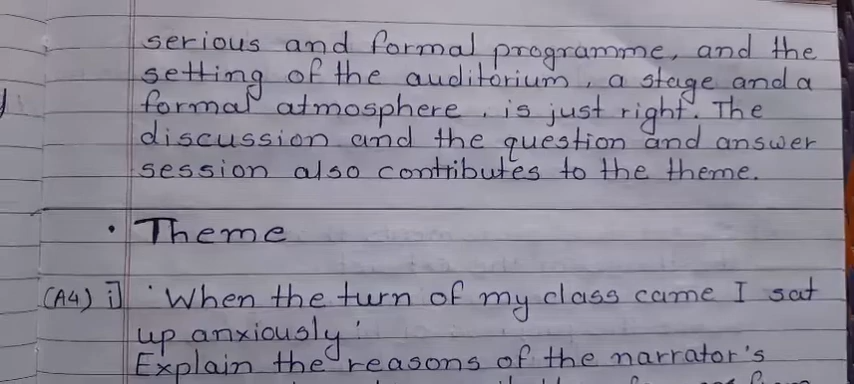 serious and formal programme, and the
setting of the auditorium, a stage and a
formal atmosphere, is just right. The
discussion and the question and answer
session also contributes to the theme.
• Theme
(A4) i] 'When the turn of my class came I sat
up anxiously'
Explain the reasons of the narrator's